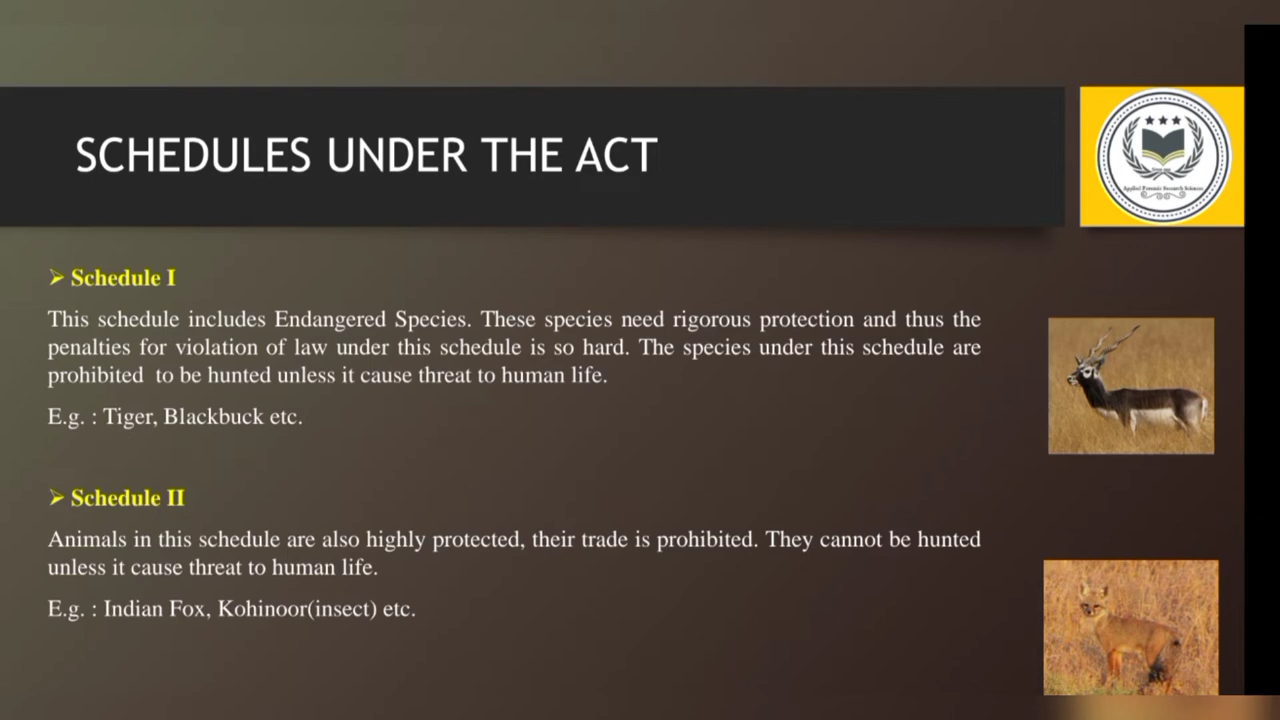 SCHEDULES UNDER THE ACT
Applied Forensic Research Sciences
➢ Schedule I
This schedule includes Endangered Species. These species need rigorous protection and thus the
penalties for violation of law under this schedule is so hard. The species under this schedule are
prohibited to be hunted unless it cause threat to human life.
E.g. : Tiger, Blackbuck etc.
➢ Schedule II
Animals in this schedule are also highly protected, their trade is prohibited. They cannot be hunted
unless it cause threat to human life.
E.g. : Indian Fox, Kohinoor(insect) etc.